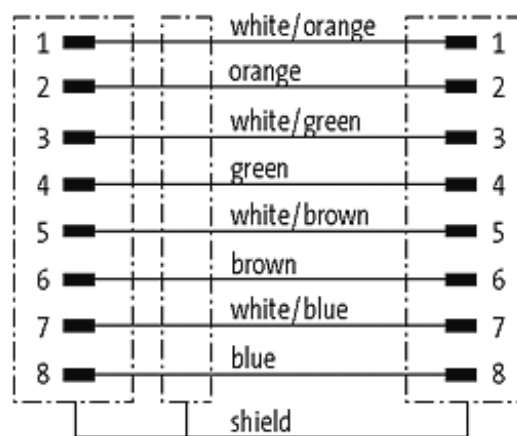 1 white/orange 1
2 orange 2
3 white/green 3
4 green 4
5 white/brown 5
6 brown 6
7 white/blue 7
8 blue 8
shield